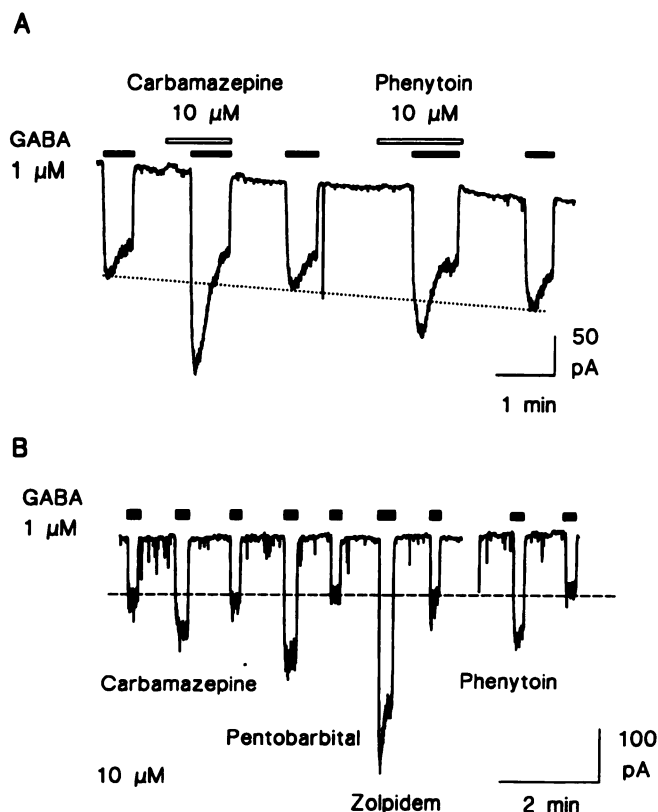 A
Carbamazepine
10 μM
Phenytoin
10 μM
GABA
1 μM
50
pA
1 min
B
GABA
1 μM
Carbamazepine
Phenytoin
Pentobarbital
10 μM
Zolpidem
100
pA
2 min